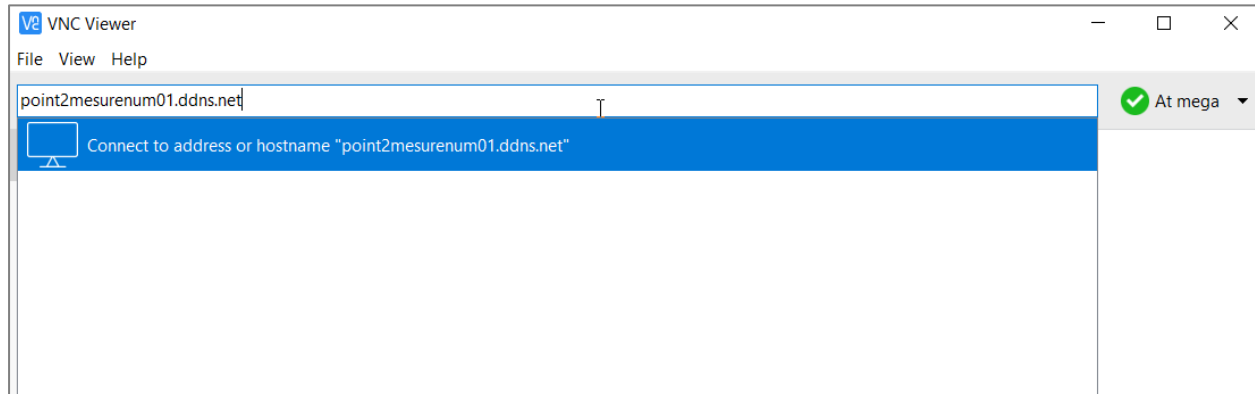 VNC Viewer
File View Help
point2mesurenum01.ddns.net
At mega
Connect to address or hostname "point2mesurenum01.ddns.net"